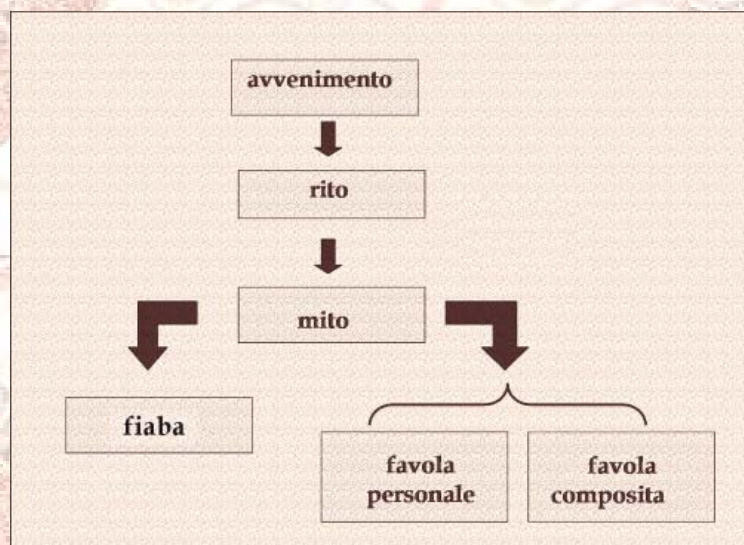 avvenimento
rito
mito
fiaba
favola
personale
favola
composita